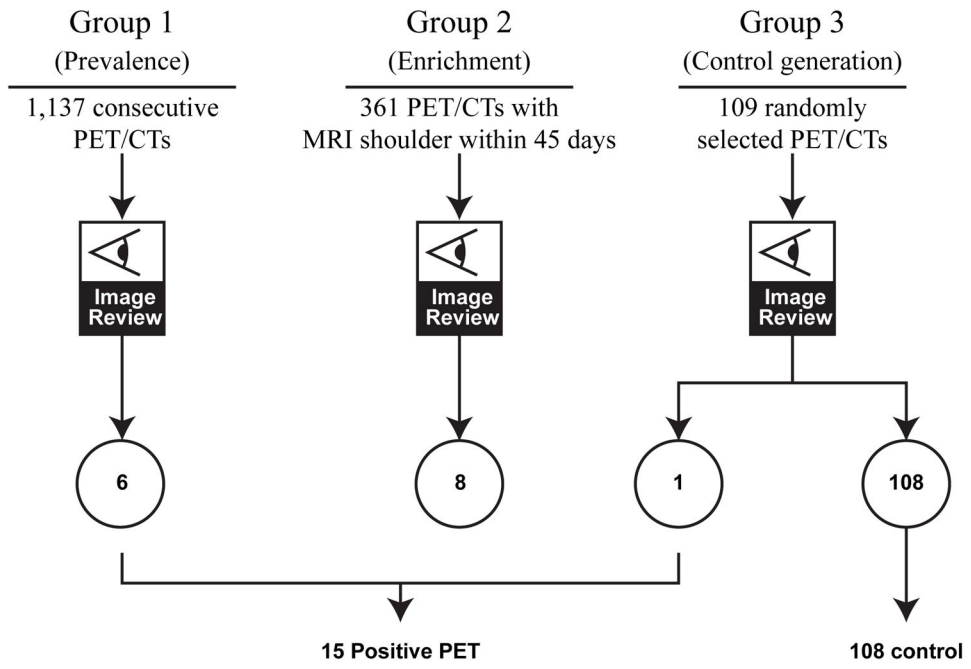 Group 1
(Prevalence)
1,137 consecutive
PET/CTs
Group 2
(Enrichment)
361 PET/CTs with
MRI shoulder within 45 days
Group 3
(Control generation)
109 randomly
selected PET/CTs
Image
Review
Image
Review
Image
Review
6
8
1
108
15 Positive PET
108 control